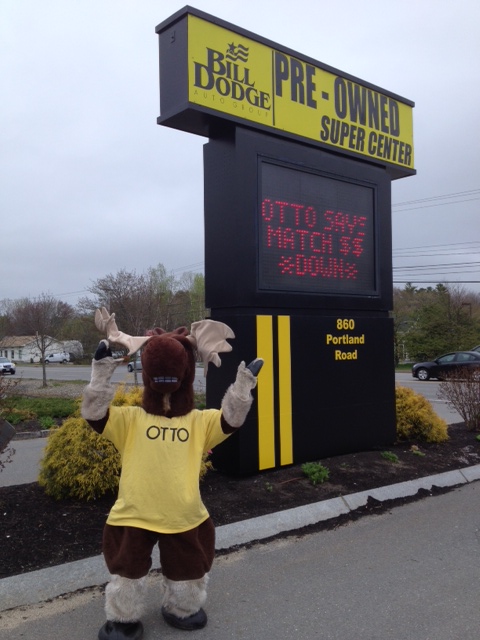 BILL
DODGE
AUTO GROUP
PRE-OWNED
SUPER CENTER
OTTO SAYS
MATCH $$
*DOWN*
860
Portland
Road
OTTO